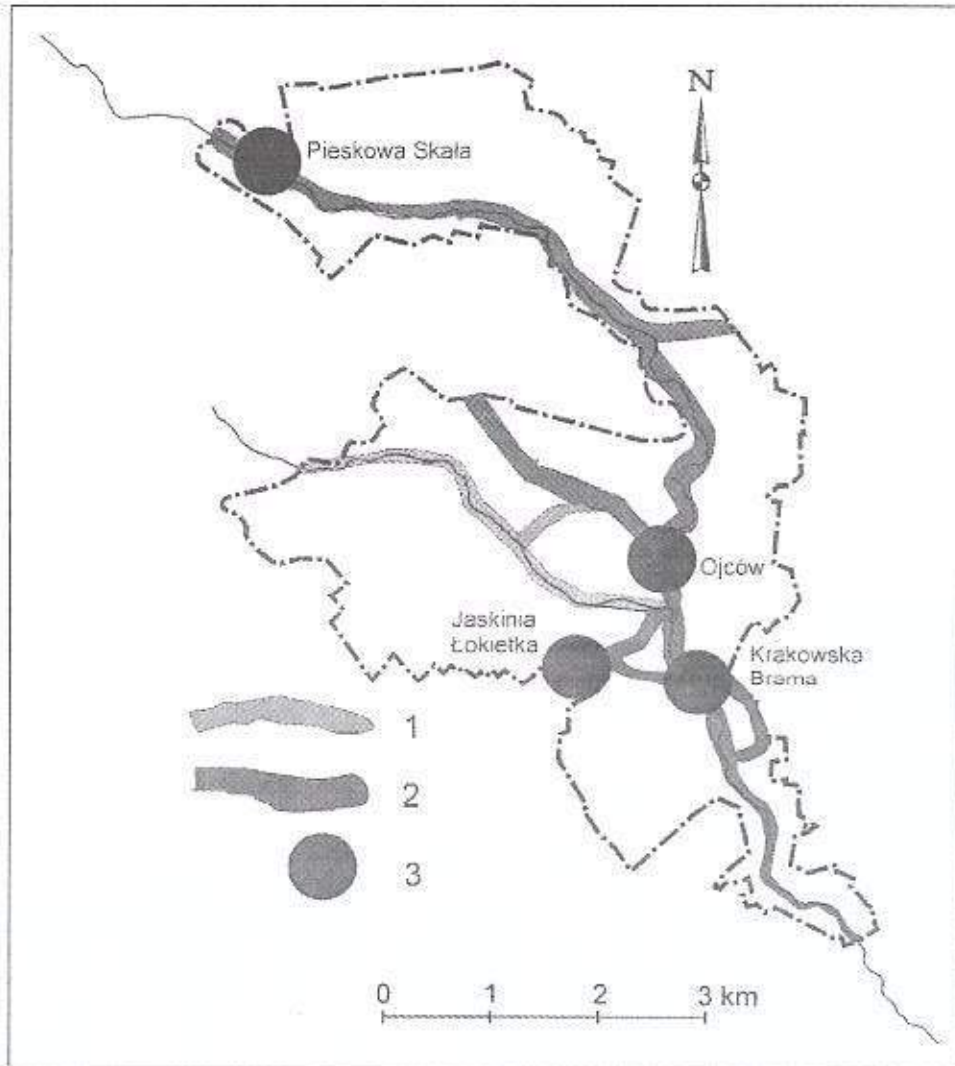 N
Pieskowa Skała
Ojców
Jaskinia
Łokietka
Krakowska
Brama
1
2
3
0 1 2 3 km